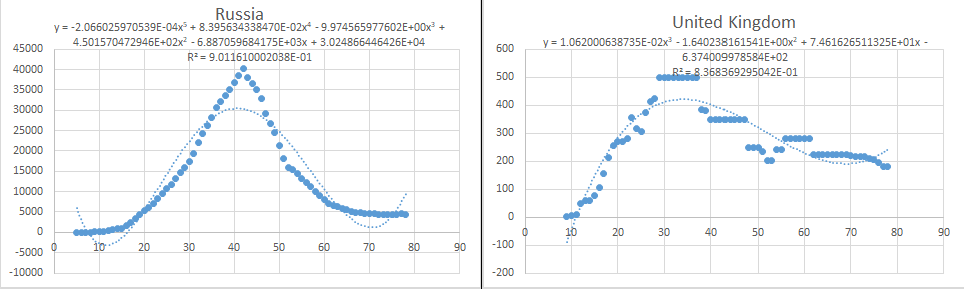 Russia
y = -2.066025970539E-04x⁵ + 8.395634338470E-02x⁴ - 9.974565977602E+00x³ +
4.501570472946E+02x² - 6.887059684175E+03x + 3.024866446426E+04
R² = 9.011610002038E-01
45000
40000
35000
30000
25000
20000
15000
10000
5000
0
-5000
-10000
0 10 20 30 40 50 60 70 80 90
United Kingdom
y = 1.062000638735E-02x³ - 1.640238161541E+00x² + 7.461626511325E+01x -
6.374009978584E+02
R² = 8.368369295042E-01
600
500
400
300
200
100
0
-100
-200
0 10 20 30 40 50 60 70 80 90